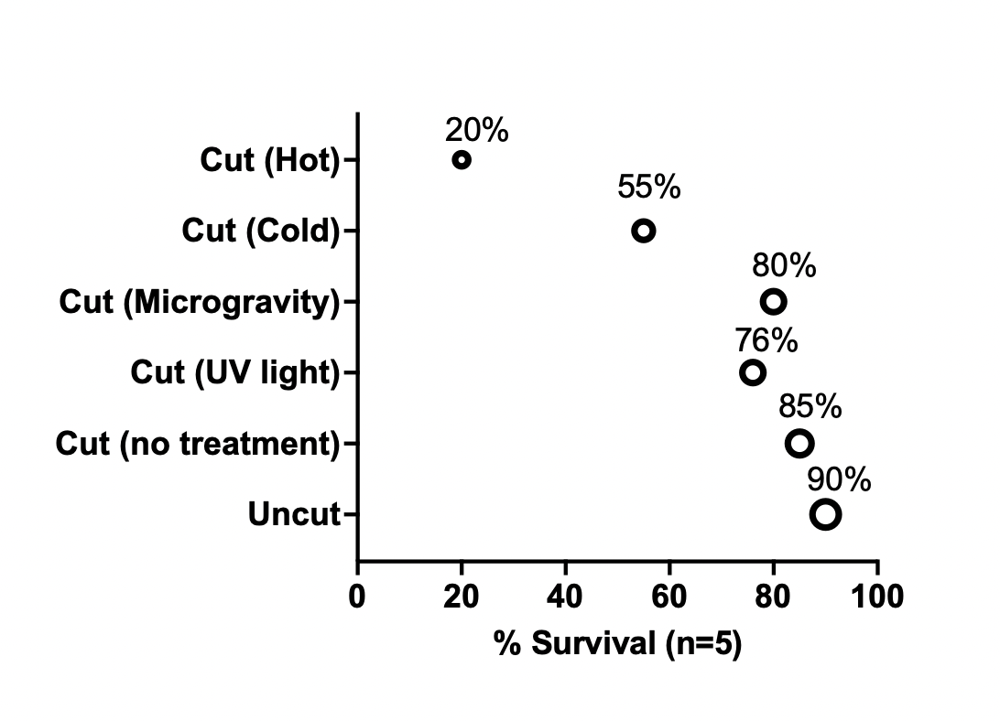 20%
Cut (Hot)
55%
Cut (Cold)
80%
Cut (Microgravity)
76%
Cut (UV light)
85%
Cut (no treatment)
90%
Uncut
0 20 40 60 80 100
% Survival (n=5)